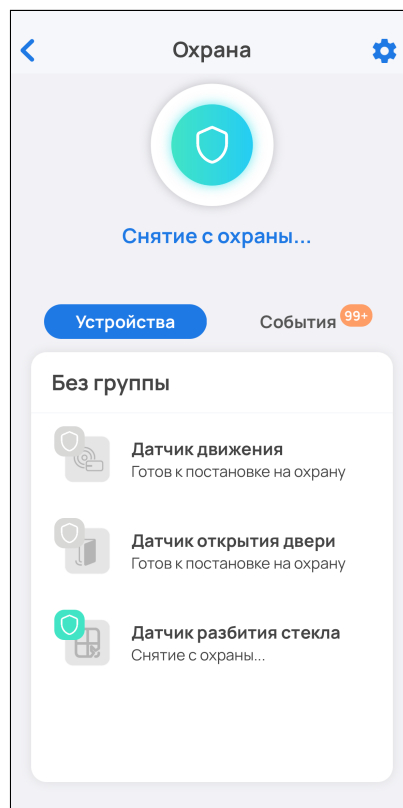 Охрана
Снятие с охраны...
Устройства
События 99+
Без группы
Датчик движения
Готов к постановке на охрану
Датчик открытия двери
Готов к постановке на охрану
Датчик разбития стекла
Снятие с охраны...